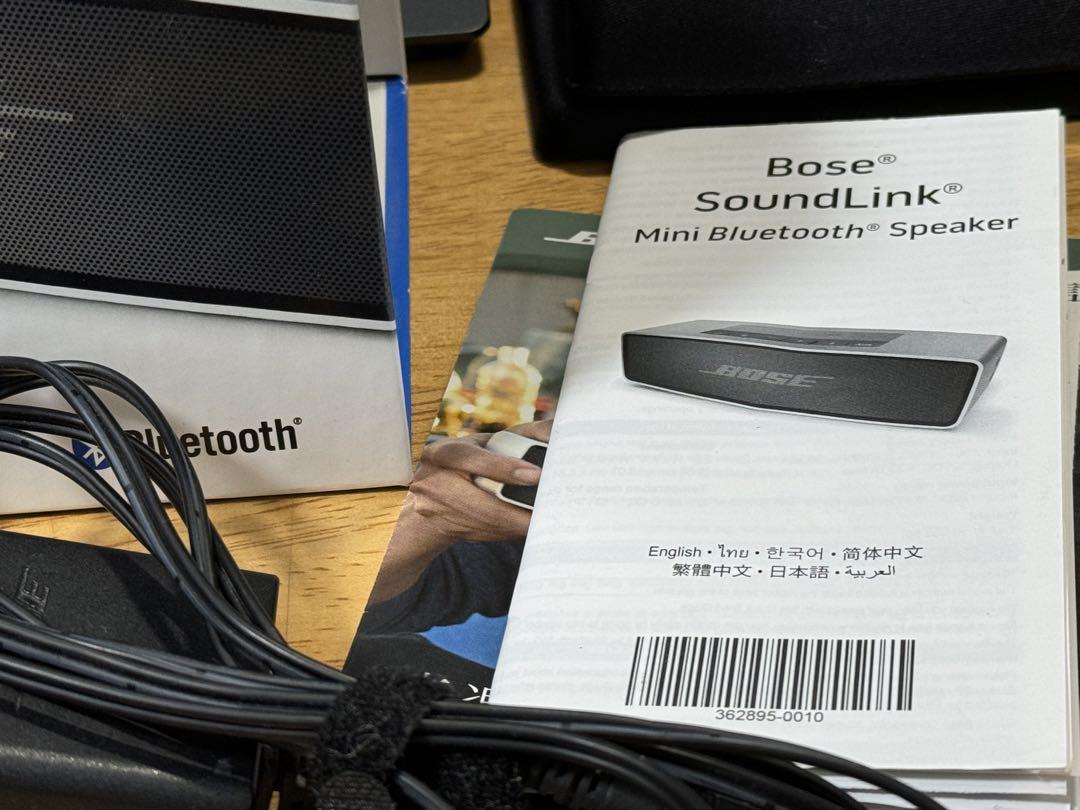 Bose®
SoundLink®
Mini Bluetooth® Speaker
BOSE
English • ไทย • 한국어 • 简体中文
繁體中文 • 日本語 • العربية
362895-0010
Bluetooth®